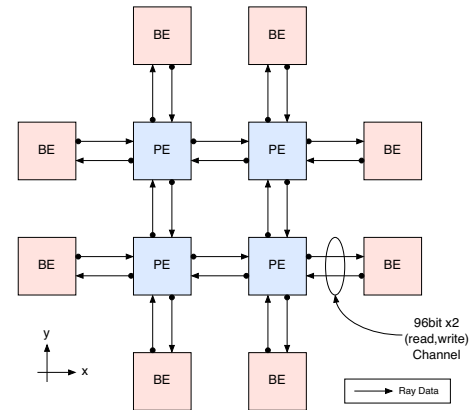 BE
BE
BE
PE
PE
BE
BE
PE
PE
BE
96bit x2
(read,write)
Channel
y
x
BE
BE
Ray Data